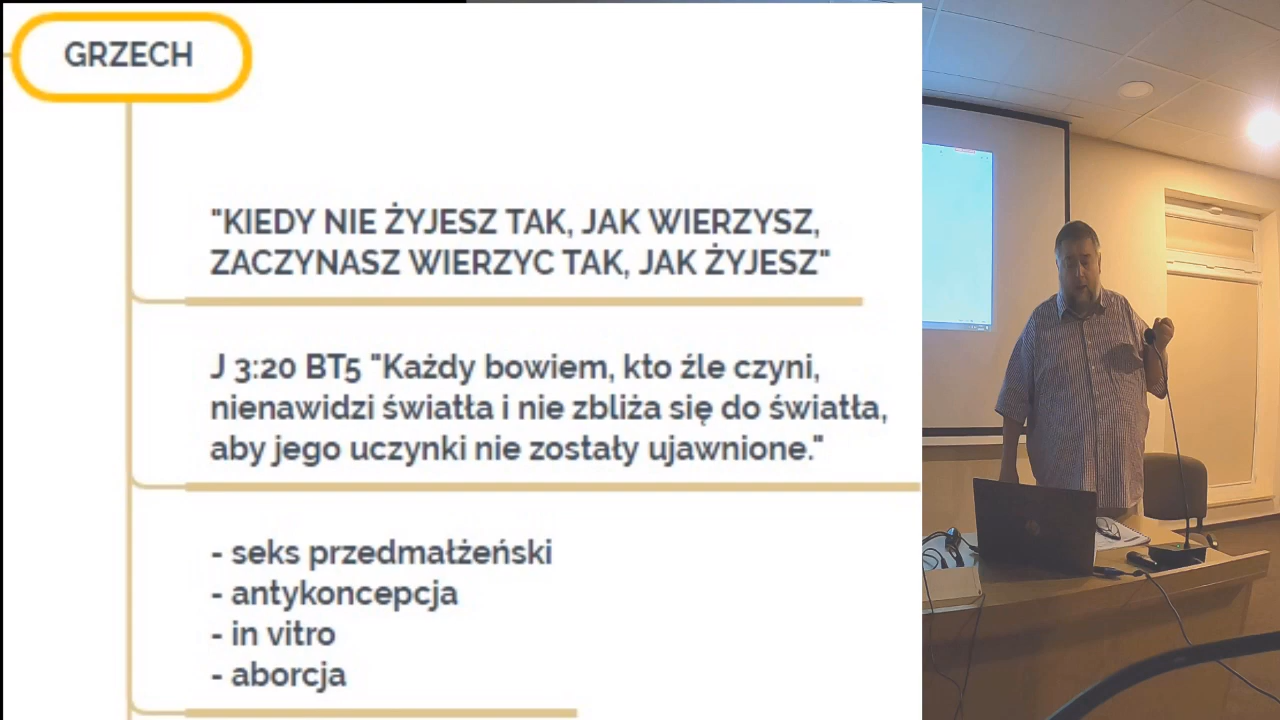 GRZECH
"KIEDY NIE ŻYJESZ TAK, JAK WIERZYSZ,
ZACZYNASZ WIERZYC TAK, JAK ŻYJESZ"
J 3:20 BT5 "Każdy bowiem, kto źle czyni,
nienawidzi światła i nie zbliża się do światła,
aby jego uczynki nie zostały ujawnione."
- seks przedmałżeński
- antykoncepcja
- in vitro
- aborcja